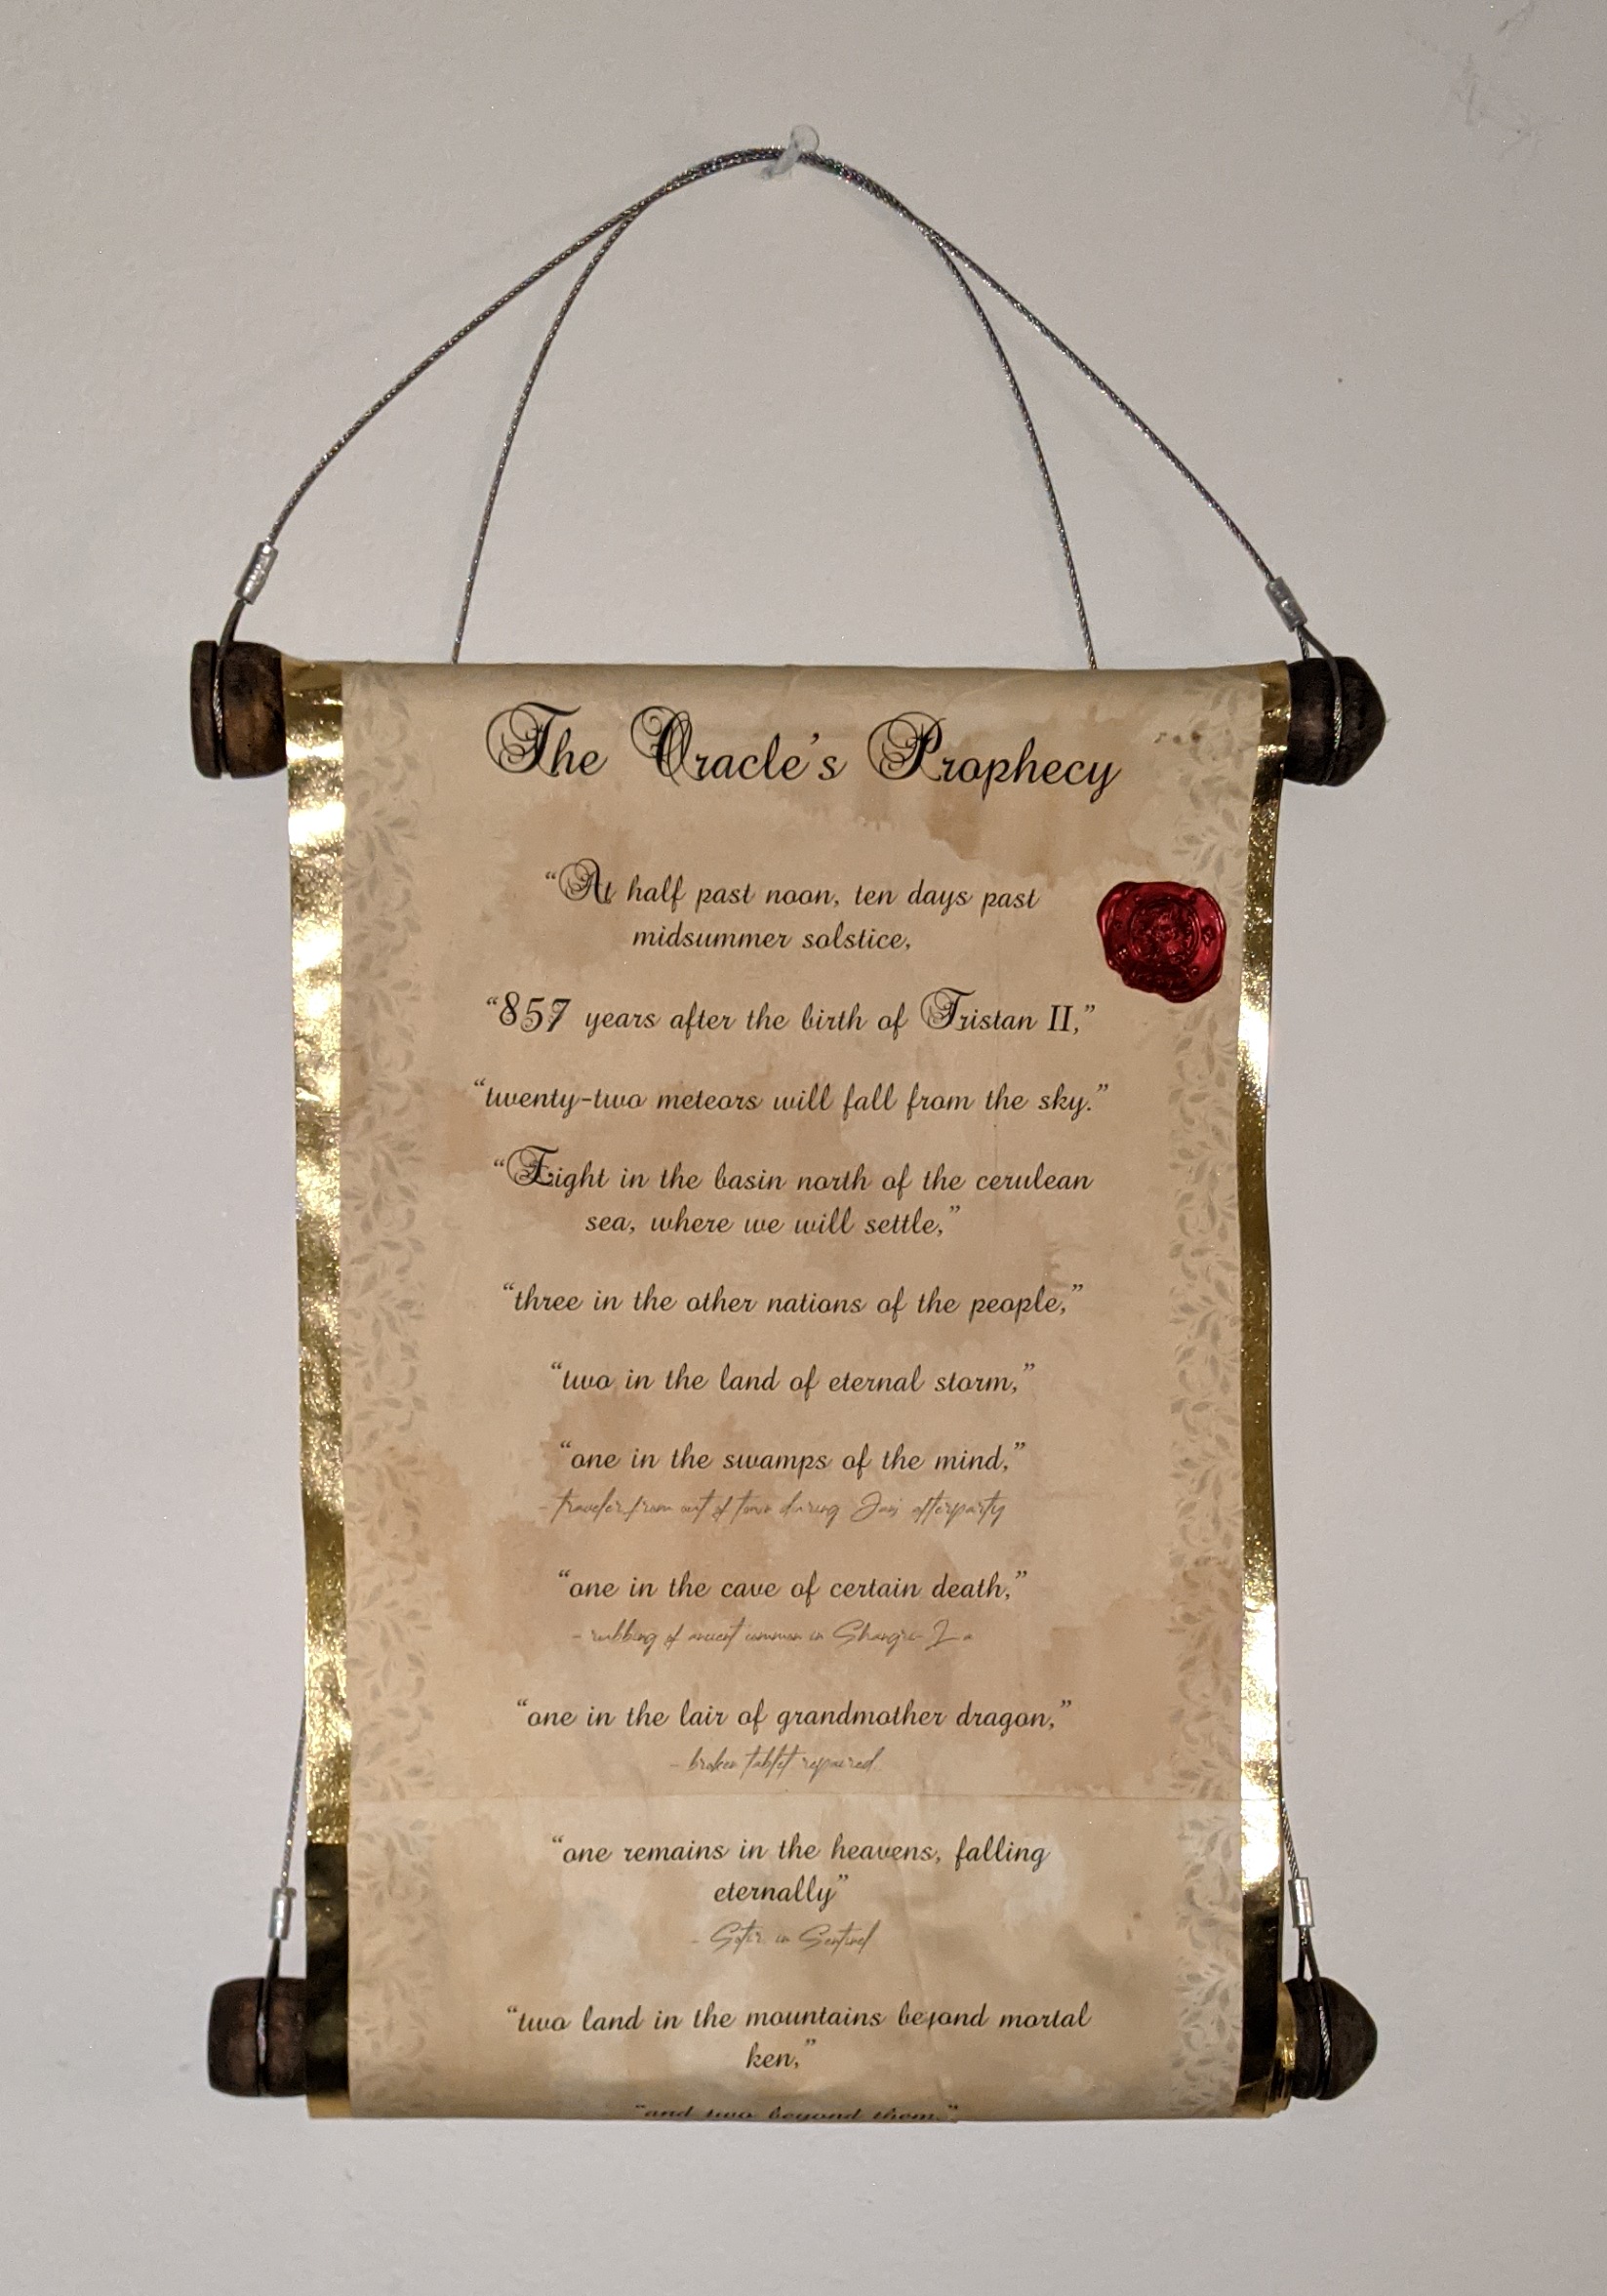 The Oracle's Prophecy
“At half past noon, ten days past
midsummer solstice,
“857 years after the birth of Tristan II,”
“twenty-two meteors will fall from the sky.”
“Eight in the basin north of the cerulean
sea, where we will settle,”
“three in the other nations of the people,”
“two in the land of eternal storm,”
“one in the swamps of the mind,”
- traveler from out of town during afterparty
“one in the cave of certain death,”
- rubbing of ancient common in Shangri-La
“one in the lair of grandmother dragon,”
- broken tablet repaired
“one remains in the heavens, falling
eternally”
- in Sentinel
“two land in the mountains beyond mortal
ken,”
“and two beyond them.”